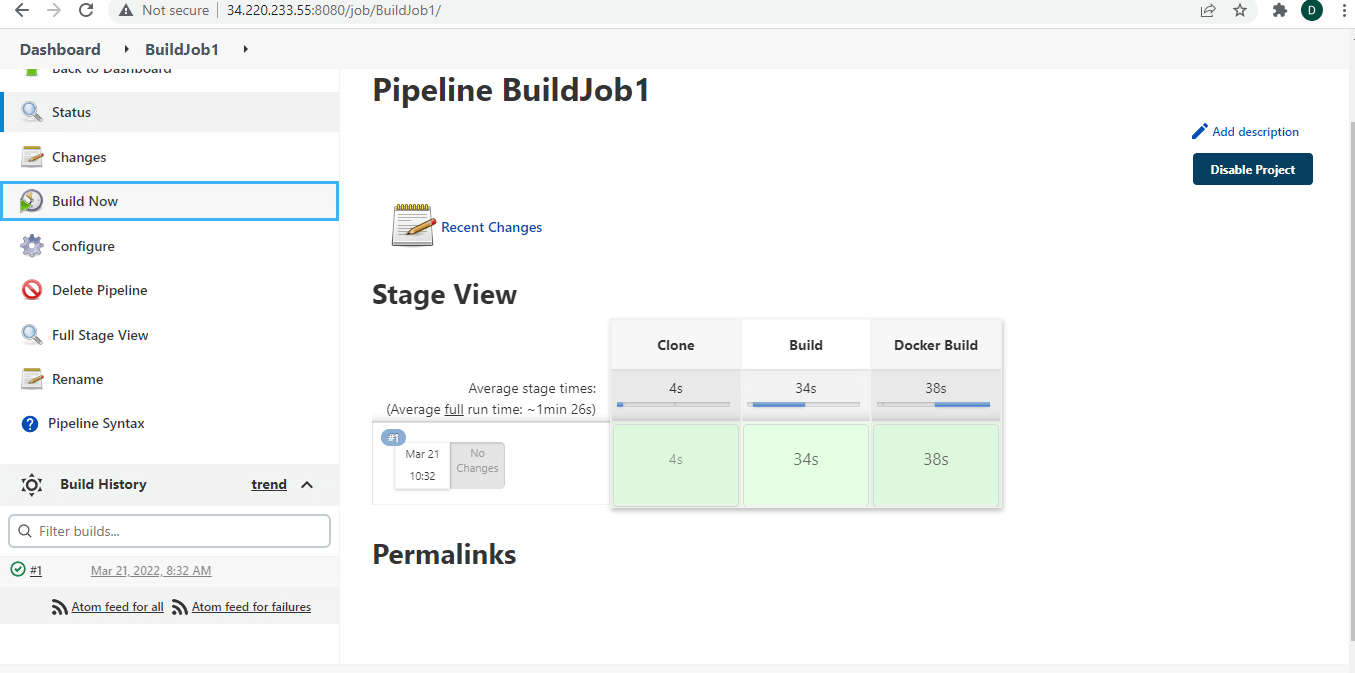 Not secure 34.220.233.55:8080/job/BuildJob1/ D
Dashboard BuildJob1
Back to Dashboard
Status
Changes
Build Now
Configure
Delete Pipeline
Full Stage View
Rename
? Pipeline Syntax
Build History trend
Filter builds...
#1 Mar 21, 2022, 8:32 AM
Atom feed for all Atom feed for failures
Pipeline BuildJob1
Add description
Disable Project
Recent Changes
Stage View
Clone Build Docker Build
Average stage times: 4s 34s 38s
(Average full run time: ~1min 26s)
#1
Mar 21 No
10:32 Changes
4s 34s 38s
Permalinks